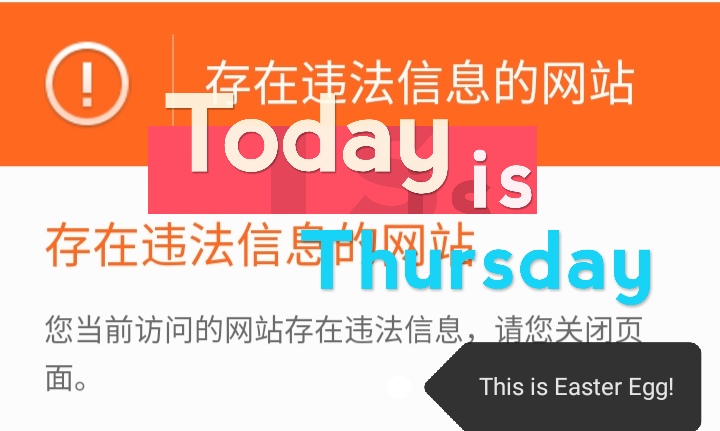 存在违法信息的网站
Today is
存在违法信息的网站
Thursday
您当前访问的网站存在违法信息，请您关闭页
面。
This is Easter Egg!